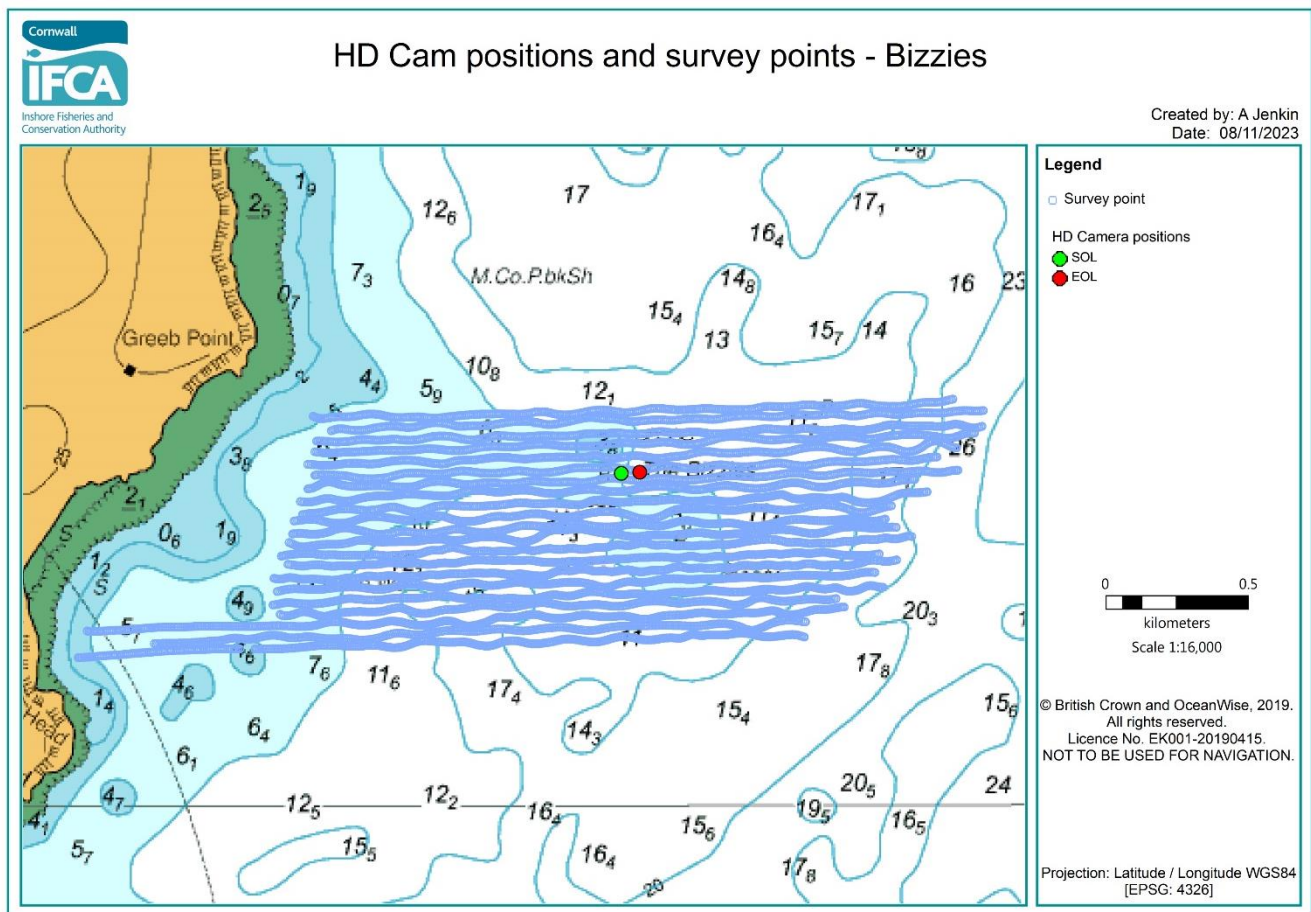 Cornwall
IFCA
Inshore Fisheries and
Conservation Authority
HD Cam positions and survey points - Bizzies
Created by: A Jenkin
Date: 08/11/2023
Legend
Survey point
HD Camera positions
SOL
EOL
0 0.5
kilometers
Scale 1:16,000
© British Crown and OceanWise, 2019.
All rights reserved.
Licence No. EK001-20190415.
NOT TO BE USED FOR NAVIGATION.
Projection: Latitude / Longitude WGS84
[EPSG: 4326]
1₉
2₅
12₆
17
17₁
16₄
7₃
M.Co.P.bkSh
14₈
16
23
0₇
15₄
Greeb Point
13
15₇
14
10₈
4₄
5₉
12₁
2
25
3₈
26
2₁
S
0₆
1₉
1₂
S
4₉
20₃
5₇
7₆
11₆
17₈
4₆
17₄
15₆
1₄
15₄
Head
6₄
14₃
6₁
24
20₅
4₇
12₅
12₂
16₄
19₅
4₁
15₆
16₅
5₇
15₅
16₄
17₈
20